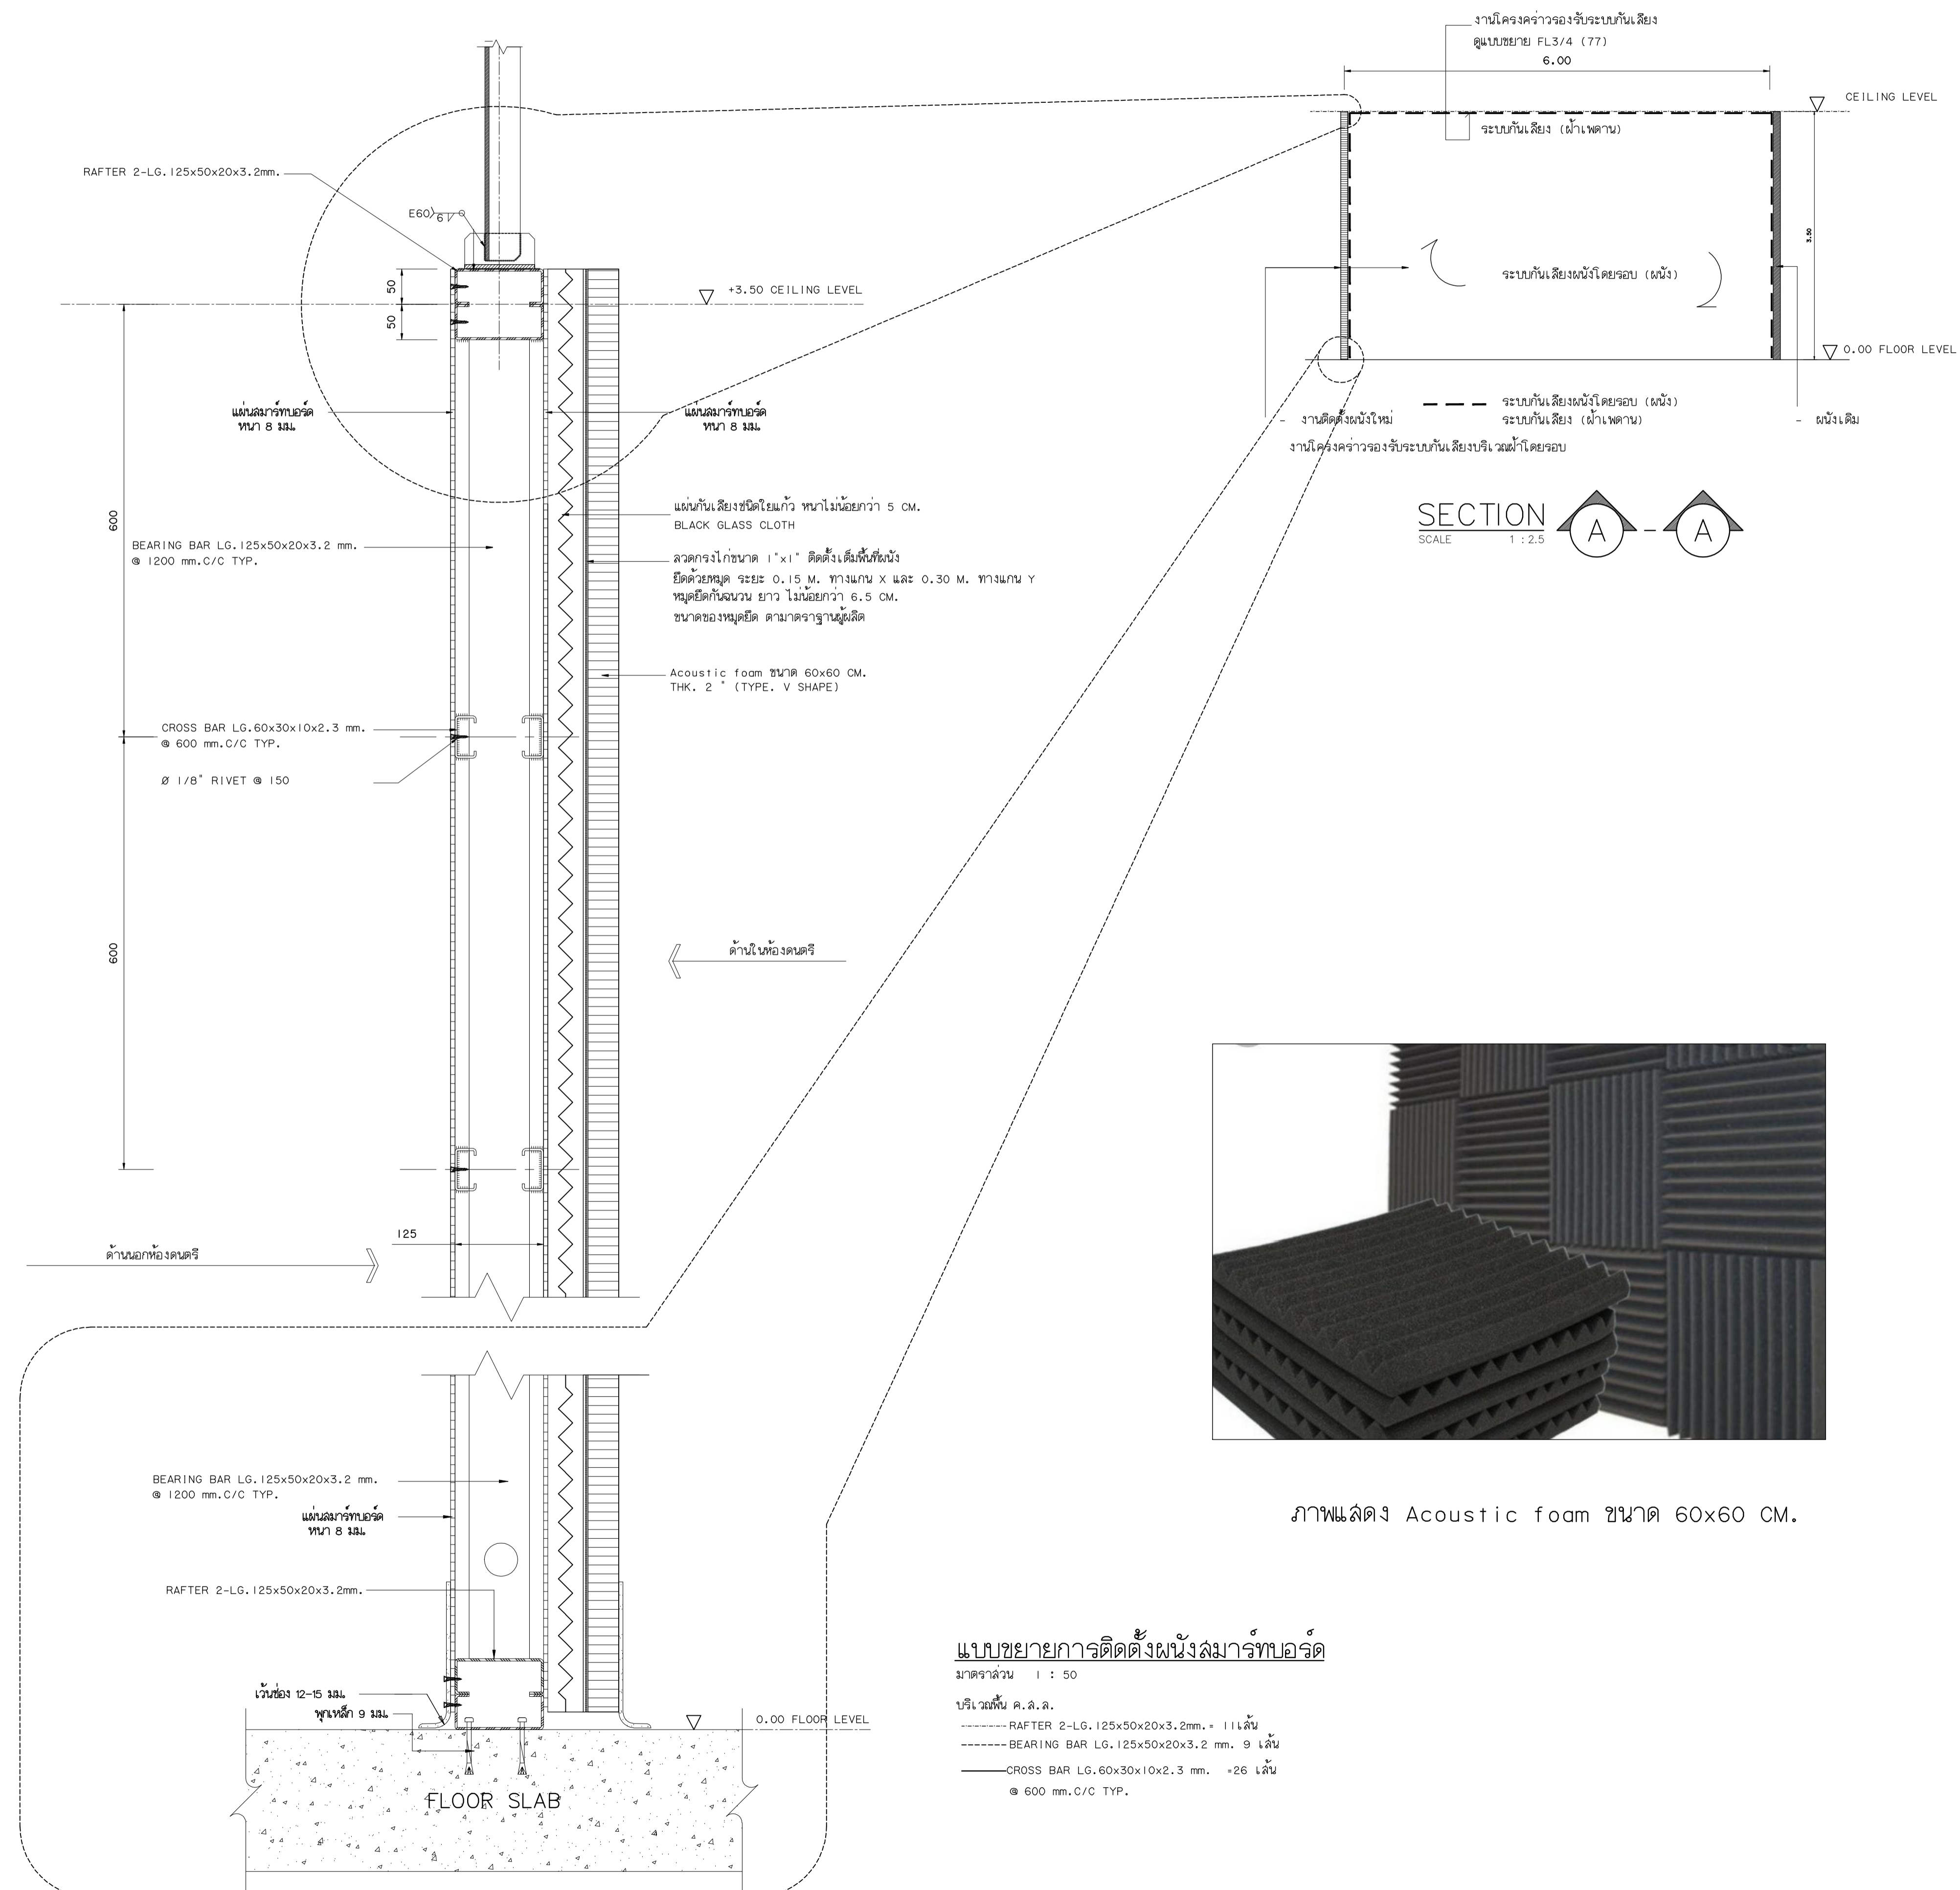 งานโครงคร่าวรองรับระบบกันเสียง
ดูแบบขยาย FL3/4 (77)
6.00
CEILING LEVEL
ระบบกันเสียง (ฝ้าเพดาน)
3.50
ระบบกันเสียงผนังโดยรอบ (ผนัง)
0.00 FLOOR LEVEL
ระบบกันเสียงผนังโดยรอบ (ผนัง)
ระบบกันเสียง (ฝ้าเพดาน)
- งานติดตั้งผนังใหม่
- ผนังเดิม
งานโครงคร่าวรองรับระบบกันเสียงบริเวณฝ้าโดยรอบ
SECTION A - A
SCALE 1 : 2.5
RAFTER 2-LG.125x50x20x3.2mm.
E60 6
50
50
+3.50 CEILING LEVEL
แผ่นสมาร์ทบอร์ด
หนา 8 มม.
แผ่นสมาร์ทบอร์ด
หนา 8 มม.
600
แผ่นกันเสียงชนิดใยแก้ว หนาไม่น้อยกว่า 5 CM.
BLACK GLASS CLOTH
BEARING BAR LG.125x50x20x3.2 mm.
@ 1200 mm.C/C TYP.
ลวดกรงไก่ขนาด 1"x1" ติดตั้งเต็มพื้นที่ผนัง
ยึดด้วยหมุด ระยะ 0.15 M. ทางแกน X และ 0.30 M. ทางแกน Y
หมุดยึดกันฉนวน ยาว ไม่น้อยกว่า 6.5 CM.
ขนาดของหมุดยึด ตามาตราฐานผู้ผลิต
Acoustic foam ขนาด 60x60 CM.
THK. 2 " (TYPE. V SHAPE)
CROSS BAR LG.60x30x10x2.3 mm.
@ 600 mm.C/C TYP.
Ø 1/8" RIVET @ 150
600
ด้านในห้องดนตรี
125
ด้านนอกห้องดนตรี
BEARING BAR LG.125x50x20x3.2 mm.
@ 1200 mm.C/C TYP.
แผ่นสมาร์ทบอร์ด
หนา 8 มม.
RAFTER 2-LG.125x50x20x3.2mm.
เว้นช่อง 12-15 มม.
พุกเหล็ก 9 มม.
0.00 FLOOR LEVEL
FLOOR SLAB
ภาพแสดง Acoustic foam ขนาด 60x60 CM.
แบบขยายการติดตั้งผนังสมาร์ทบอร์ด
มาตราส่วน 1 : 50
บริเวณพื้น ค.ส.ล.
RAFTER 2-LG.125x50x20x3.2mm.= 11เส้น
BEARING BAR LG.125x50x20x3.2 mm. 9 เส้น
CROSS BAR LG.60x30x10x2.3 mm. =26 เส้น
@ 600 mm.C/C TYP.